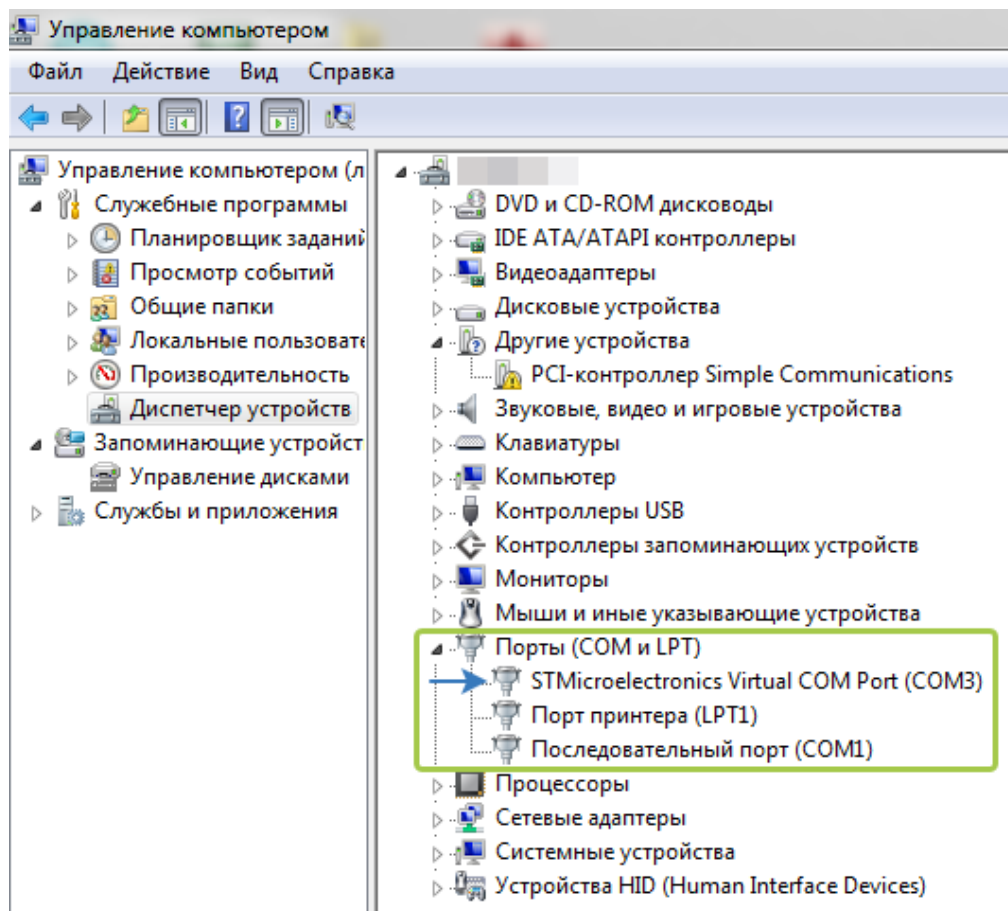 Управление компьютером
Файл Действие Вид Справка
Управление компьютером (л
Служебные программы
Планировщик заданий
Просмотр событий
Общие папки
Локальные пользовате
Производительность
Диспетчер устройств
Запоминающие устройст
Управление дисками
Службы и приложения
DVD и CD-ROM дисководы
IDE ATA/ATAPI контроллеры
Видеоадаптеры
Дисковые устройства
Другие устройства
PCI-контроллер Simple Communications
Звуковые, видео и игровые устройства
Клавиатуры
Компьютер
Контроллеры USB
Контроллеры запоминающих устройств
Мониторы
Мыши и иные указывающие устройства
Порты (COM и LPT)
STMicroelectronics Virtual COM Port (COM3)
Порт принтера (LPT1)
Последовательный порт (COM1)
Процессоры
Сетевые адаптеры
Системные устройства
Устройства HID (Human Interface Devices)